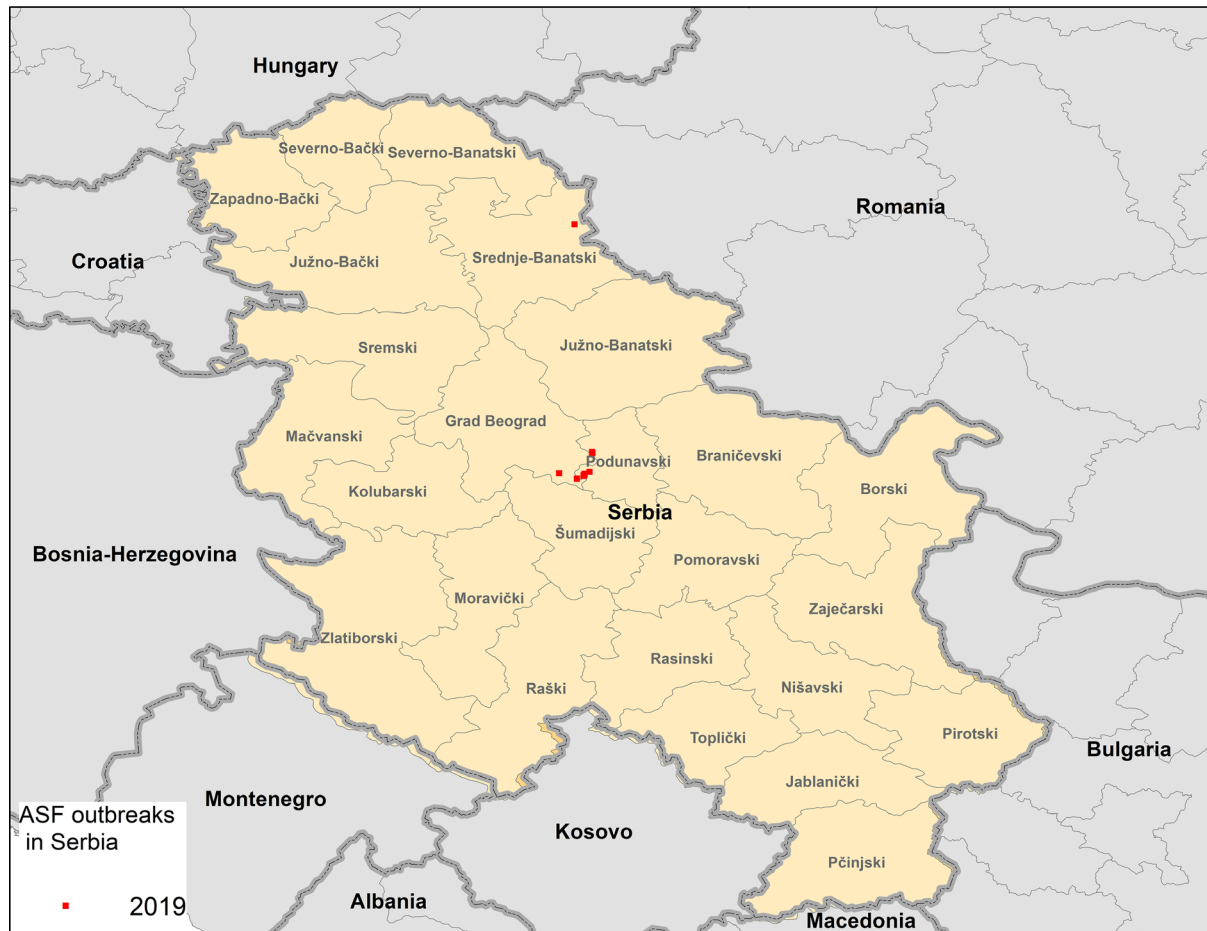 Hungary
Severno-Bački
Severno-Banatski
Zapadno-Bački
Romania
Croatia
Južno-Bački
Srednje-Banatski
Sremski
Južno-Banatski
Grad Beograd
Mačvanski
Braničevski
Podunavski
Kolubarski
Borski
Serbia
Šumadijski
Bosnia-Herzegovina
Pomoravski
Moravički
Zaječarski
Zlatiborski
Rasinski
Raški
Nišavski
Toplički
Pirotski
Bulgaria
Jablanički
Montenegro
Kosovo
Pčinjski
Albania
Macedonia
ASF outbreaks
in Serbia
2019